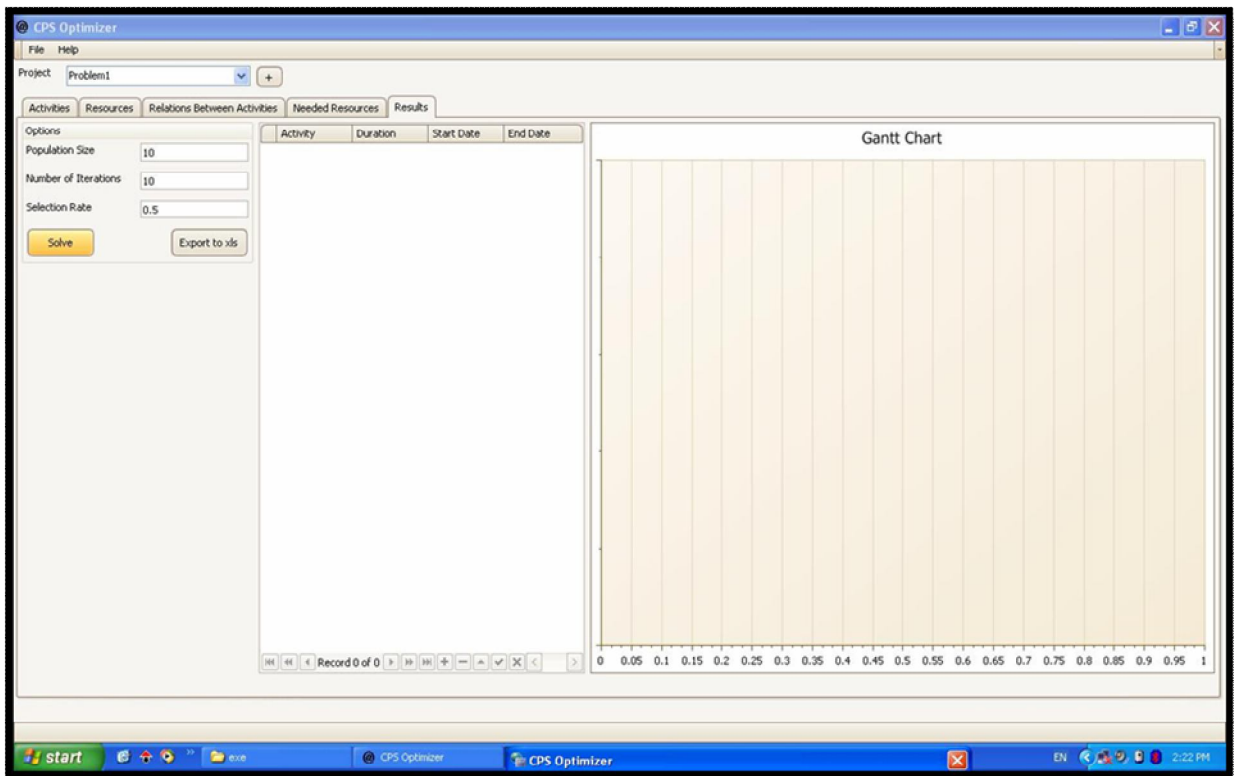 CPS Optimizer
File Help
Project Problem1 +
Activities Resources Relations Between Activities Needed Resources Results
Options
Population Size 10
Number of Iterations 10
Selection Rate 0.5
Solve Export to xls
Activity Duration Start Date End Date
Record 0 of 0
Gantt Chart
0 0.05 0.1 0.15 0.2 0.25 0.3 0.35 0.4 0.45 0.5 0.55 0.6 0.65 0.7 0.75 0.8 0.85 0.9 0.95 1
start exe CPS Optimizer CPS Optimizer EN 2:22 PM